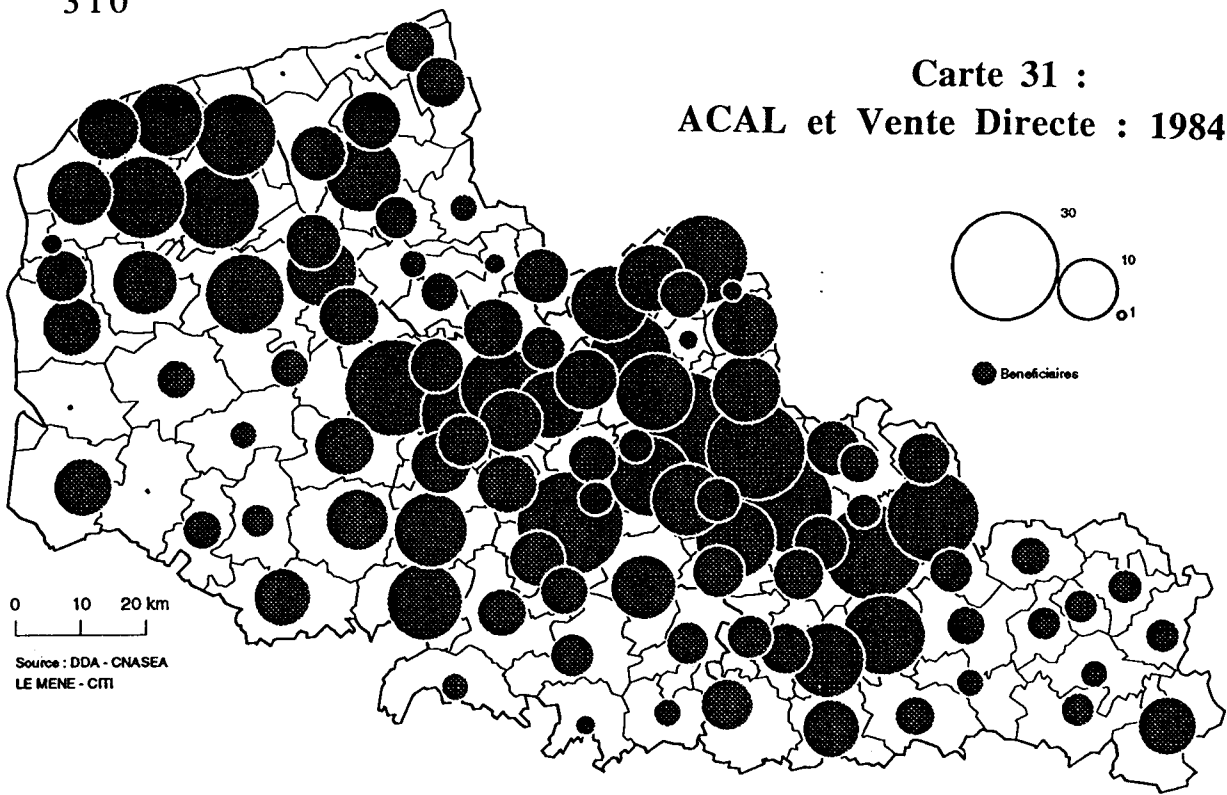 310
Carte 31 :
ACAL et Vente Directe : 1984
30
10
1
Beneficiaires
0 10 20 km
Source : DDA - CNASEA
LE MENE - CITI